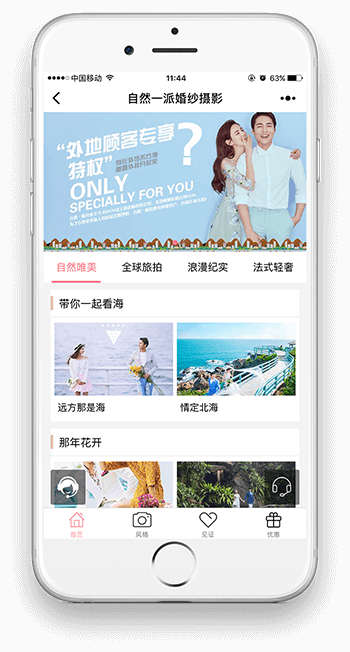 中国移动
11:44
63%
自然一派婚纱摄影
“外地顾客专享
特权”?
ONLY
SPECIALLY FOR YOU
自然唯美 全球旅拍 浪漫纪实 法式轻奢
带你一起看海
远方那是海 情定北海
那年花开
首页 风格 见证 优惠